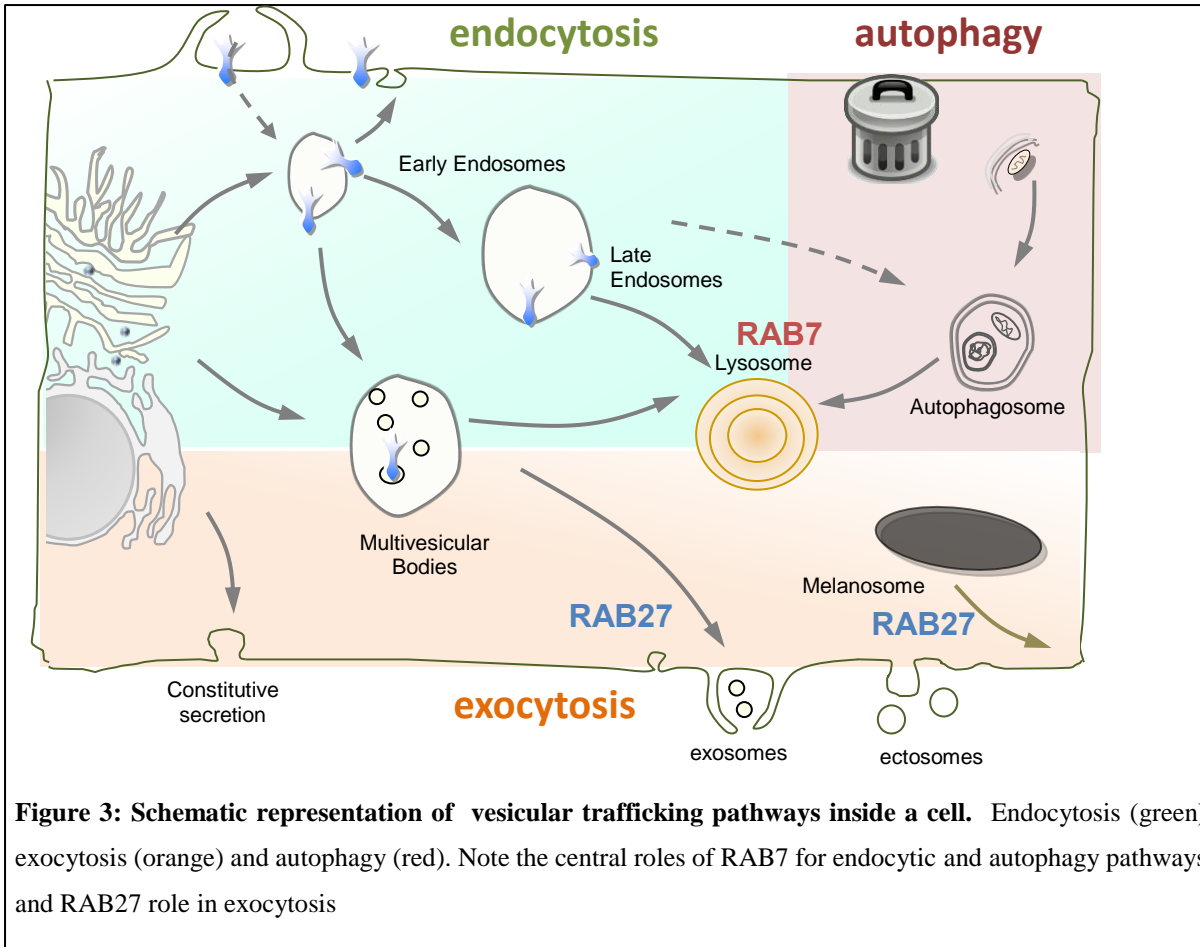 endocytosis
autophagy
Early Endosomes
Late
Endosomes
RAB7
Lysosome
Autophagosome
Multivesicular
Bodies
Melanosome
RAB27
RAB27
Constitutive
secretion
exocytosis
exosomes
ectosomes
Figure 3: Schematic representation of vesicular trafficking pathways inside a cell. Endocytosis (green)
exocytosis (orange) and autophagy (red). Note the central roles of RAB7 for endocytic and autophagy pathways
and RAB27 role in exocytosis